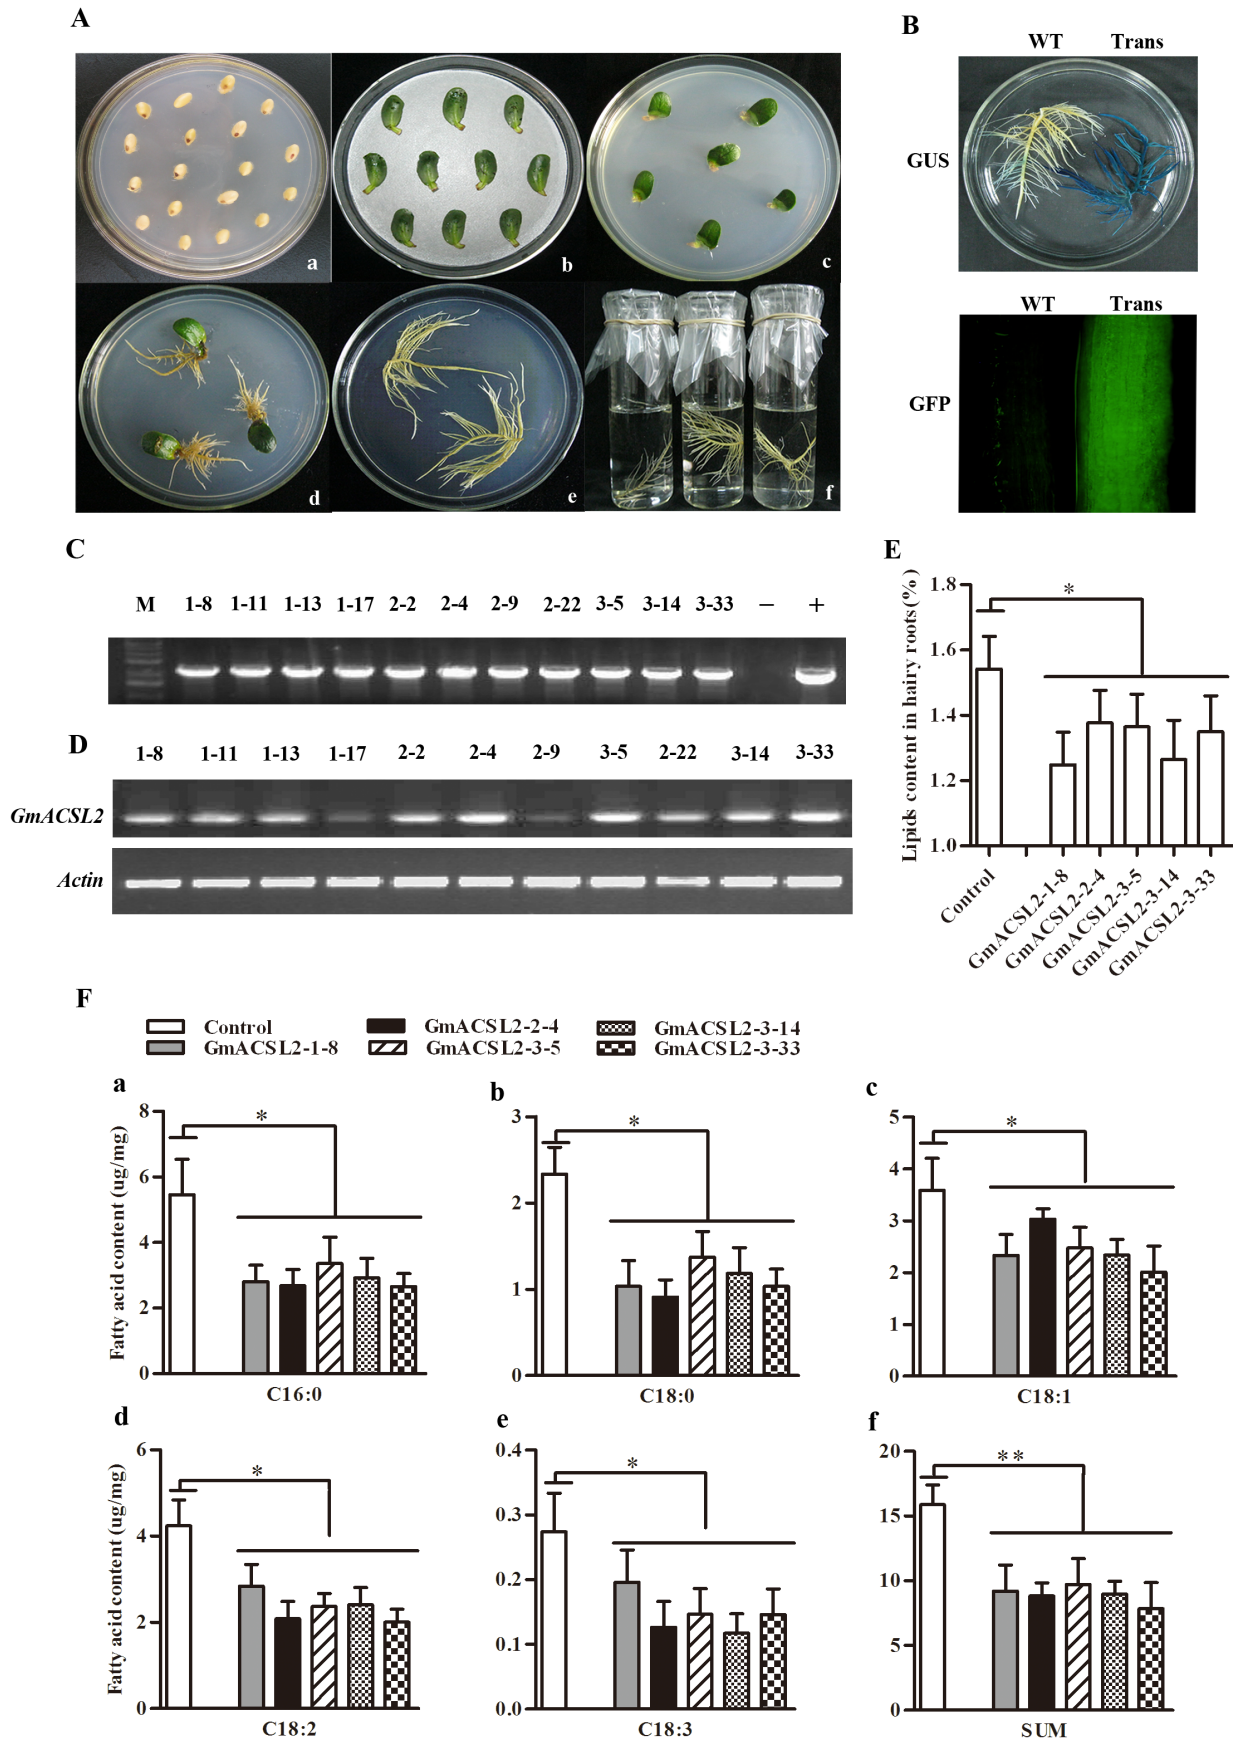 A
a
b
c
d
e
f
B
WT Trans
GUS
WT Trans
GFP
C
M 1-8 1-11 1-13 1-17 2-2 2-4 2-9 2-22 3-5 3-14 3-33 — +
D
1-8 1-11 1-13 1-17 2-2 2-4 2-9 3-5 2-22 3-14 3-33
GmACSL2
Actin
E
Lipids content in hairy roots(%)
1.8
1.6
1.4
1.2
1.0
*
Control
GmACSL2-1-8
GmACSL2-2-4
GmACSL2-3-5
GmACSL2-3-14
GmACSL2-3-33
F
Control GmACSL2-2-4 GmACSL2-3-14
GmACSL2-1-8 GmACSL2-3-5 GmACSL2-3-33
a
Fatty acid content (ug/mg)
8
6
4
2
0
*
C16:0
b
3
2
1
0
*
C18:0
c
5
4
3
2
1
0
*
C18:1
d
Fatty acid content (ug/mg)
6
4
2
0
*
C18:2
e
0.4
0.3
0.2
0.1
0.0
*
C18:3
f
20
15
10
5
0
**
SUM